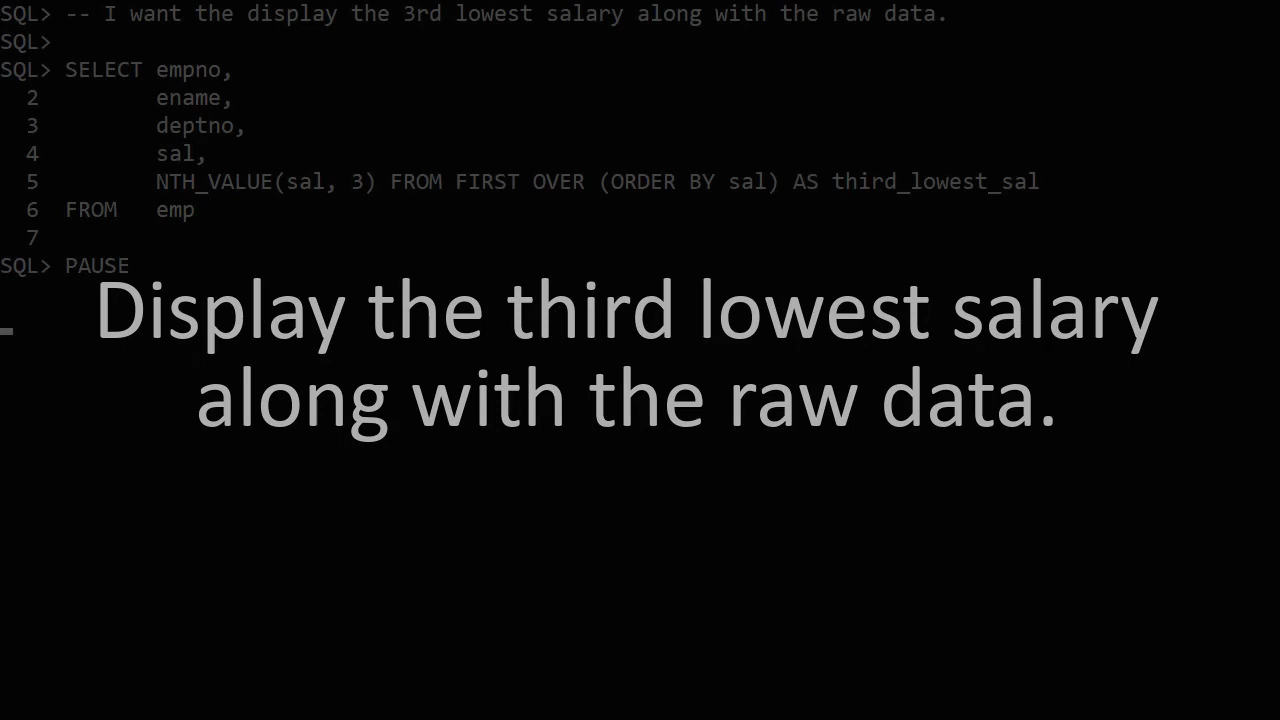 SQL> -- I want the display the 3rd lowest salary along with the raw data.
SQL>
SQL> SELECT empno,
  2         ename,
  3         deptno,
  4         sal,
  5         NTH_VALUE(sal, 3) FROM FIRST OVER (ORDER BY sal) AS third_lowest_sal
  6  FROM   emp
  7
SQL> PAUSE
Display the third lowest salary
along with the raw data.